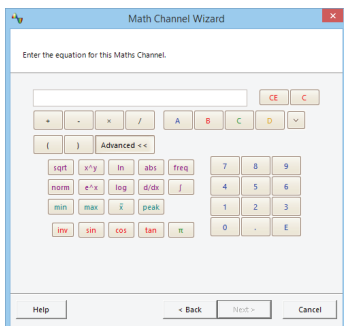 Math Channel Wizard
Enter the equation for this Maths Channel.
CE C
+ - × / A B C D
( ) Advanced <<
sqrt x^y ln abs freq 7 8 9
norm e^x log d/dx ∫ 4 5 6
min max x̄ peak 1 2 3
inv sin cos tan π 0 . E
Help < Back Next > Cancel